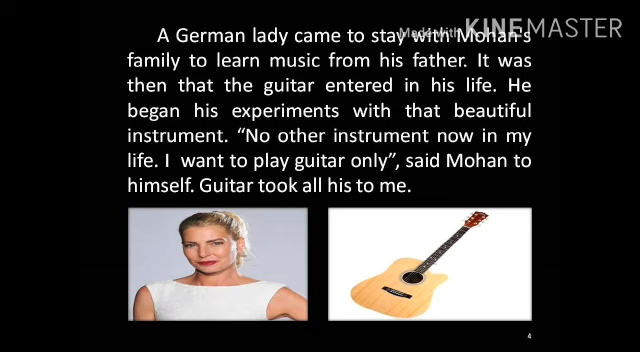 A German lady came to stay with Mohan's
family to learn music from his father. It was
then that the guitar entered in his life. He
began his experiments with that beautiful
instrument. “No other instrument now in my
life. I want to play guitar only”, said Mohan to
himself. Guitar took all his to me.
Made with KINEMASTER
4